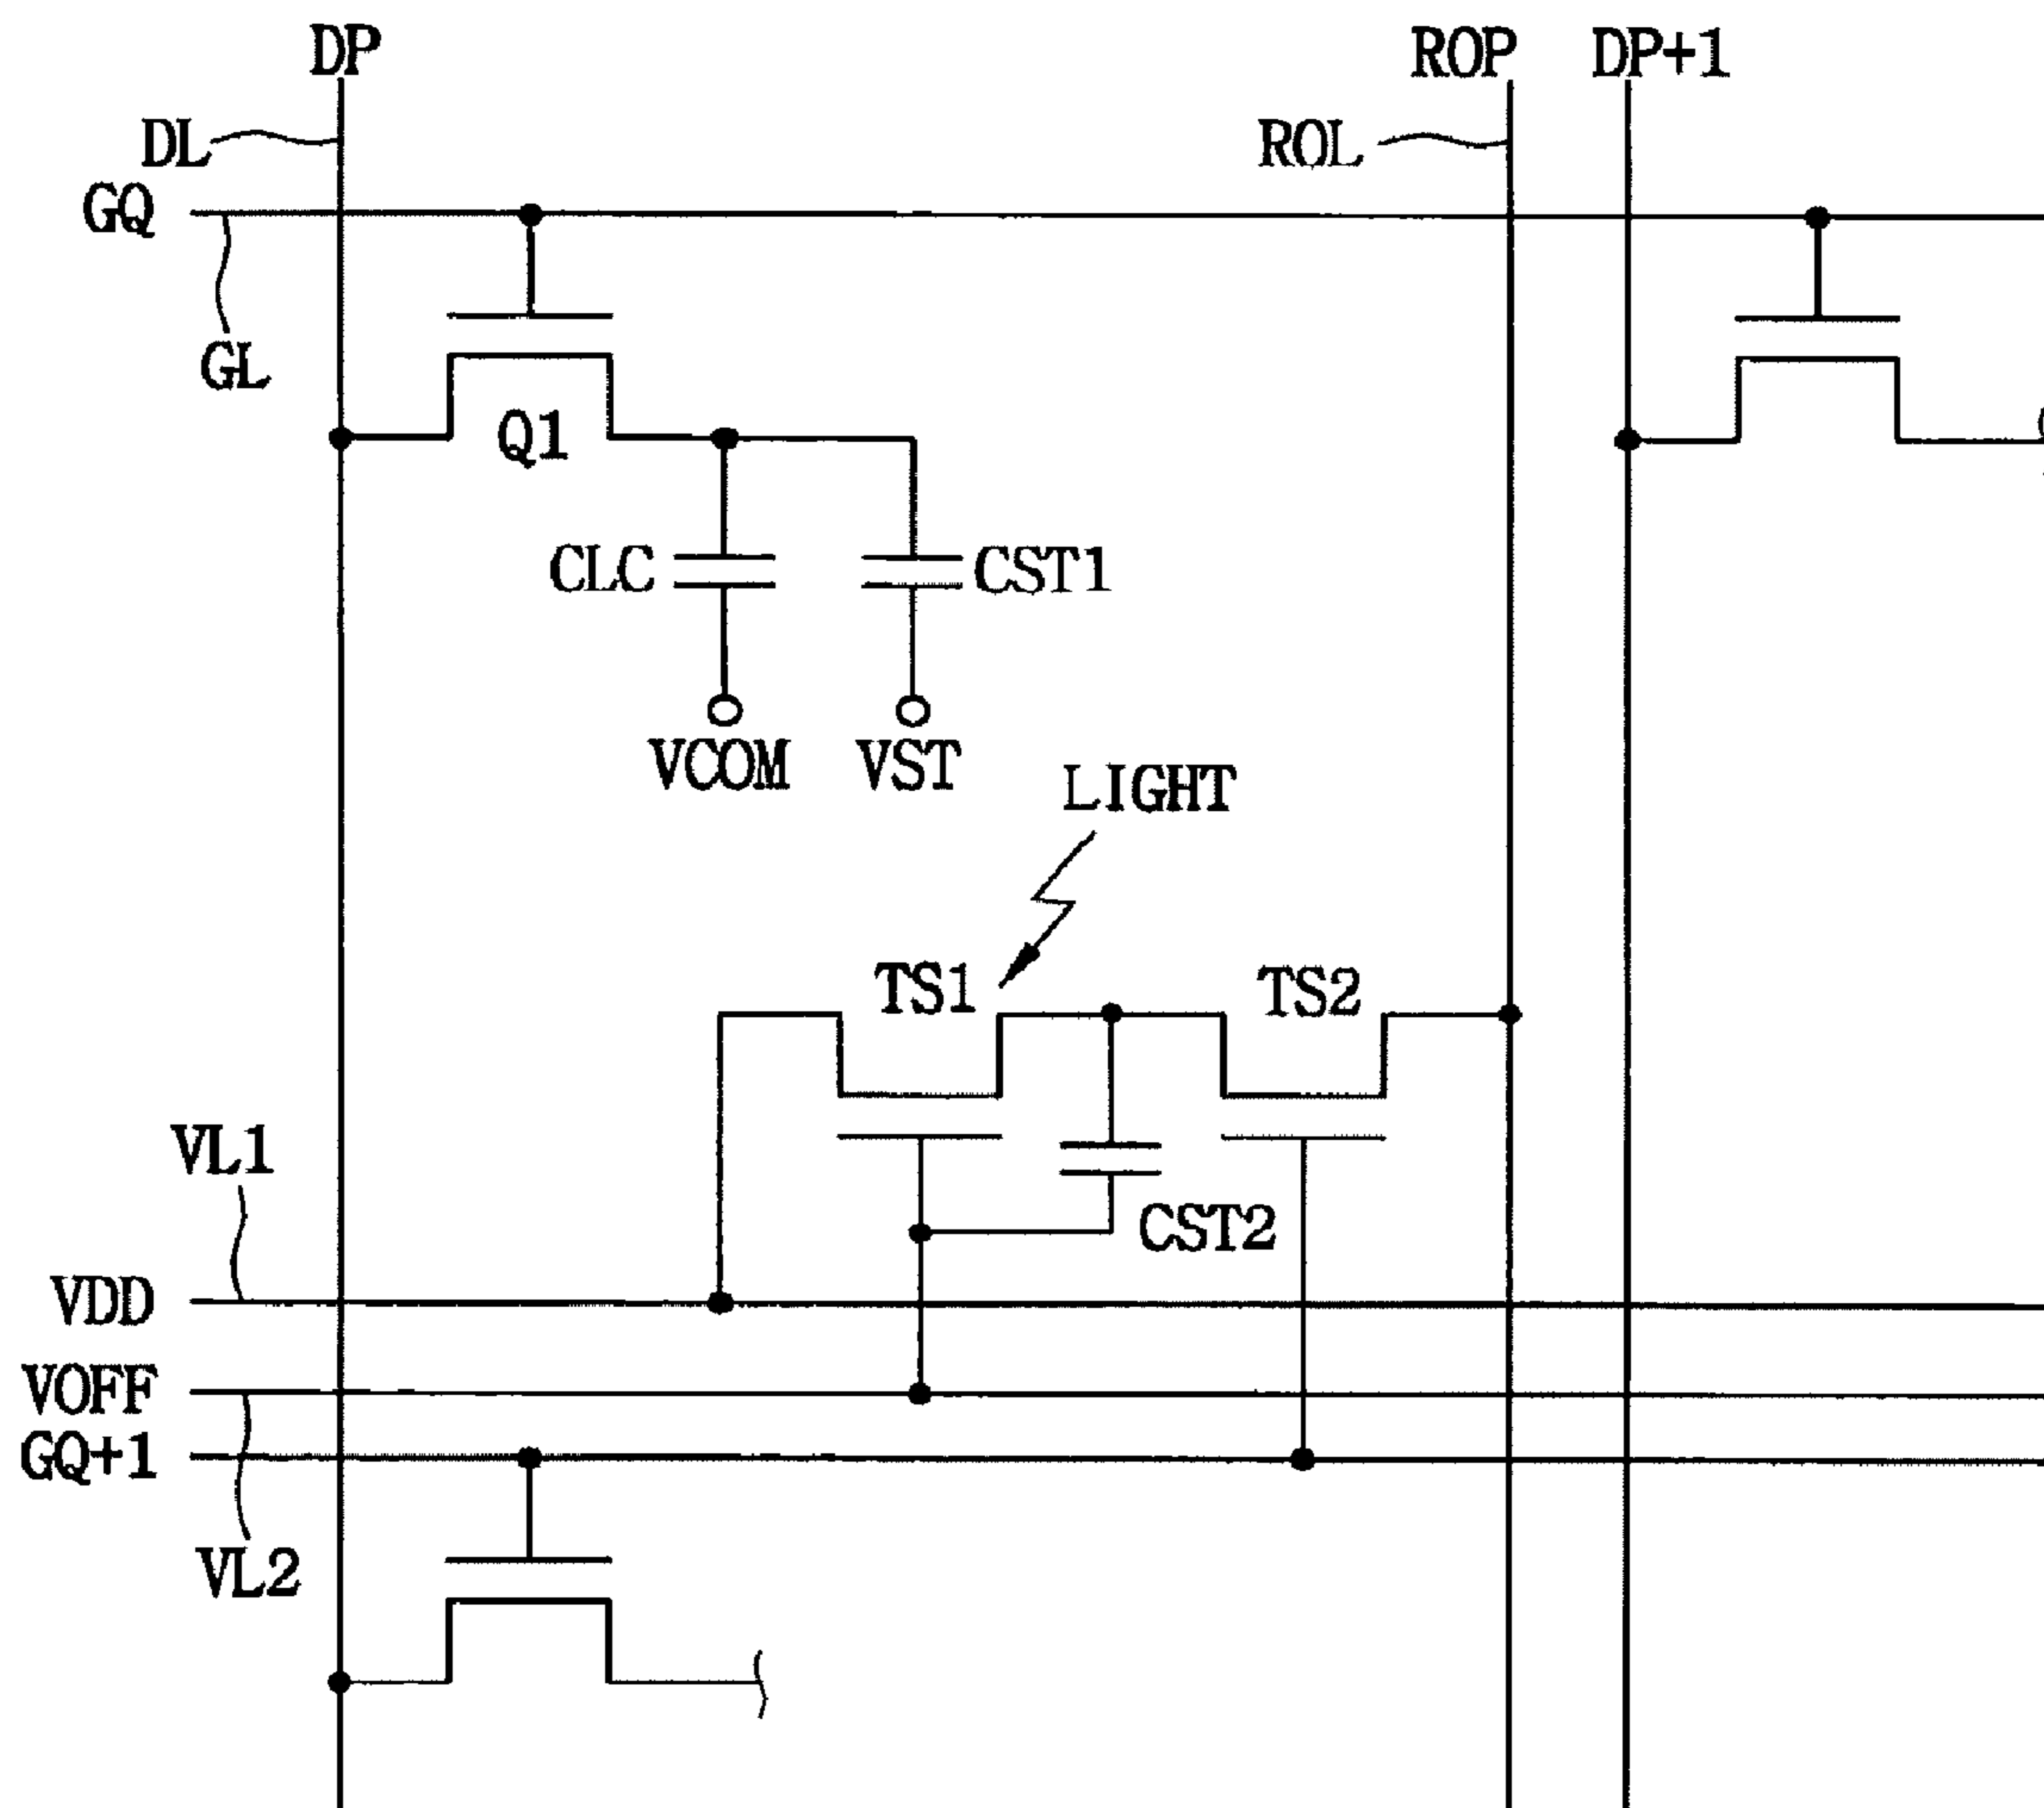 DP
ROP
DP+1
DL
ROL
GQ
GL
Q1
CLC
CST1
VCOM
VST
LIGHT
TS1
TS2
VL1
CST2
VDD
VOFF
GQ+1
VL2